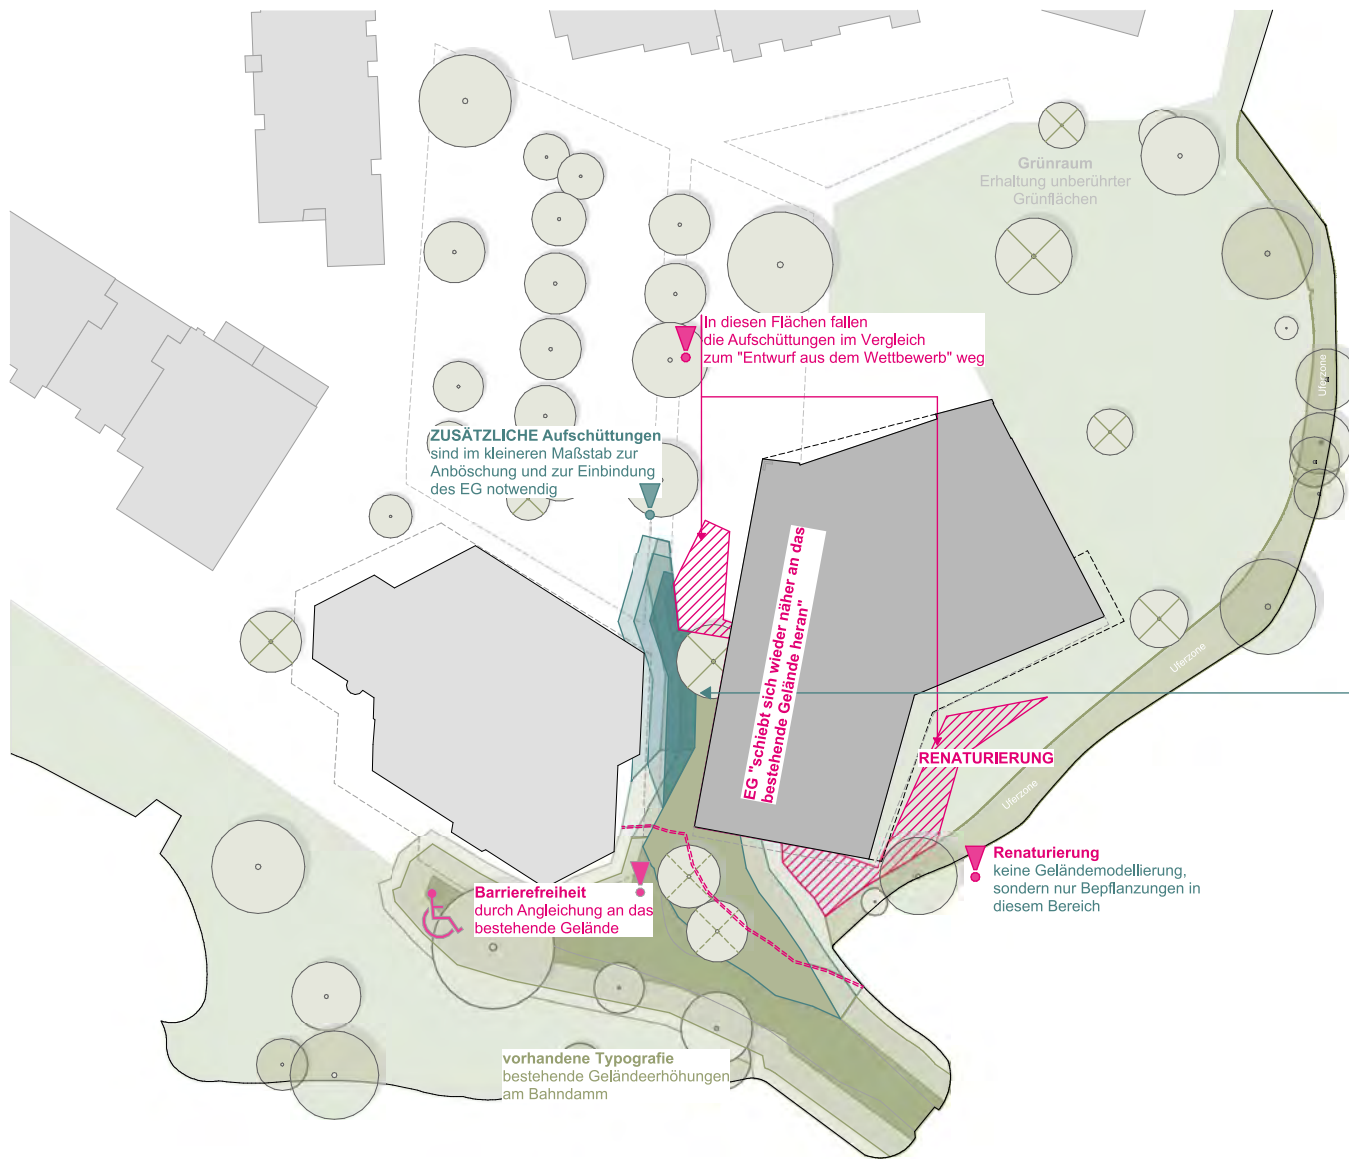 Grünraum
Erhaltung unberührter
Grünflächen
In diesen Flächen fallen
die Aufschüttungen im Vergleich
zum "Entwurf aus dem Wettbewerb" weg
Uferzone
ZUSÄTZLICHE Aufschüttungen
sind im kleineren Maßstab zur
Anböschung und zur Einbindung
des EG notwendig
EG "schiebt sich wieder näher an das
bestehende Gelände heran"
Uferzone
RENATURIERUNG
Uferzone
Renaturierung
keine Geländemodellierung,
sondern nur Bepflanzungen in
diesem Bereich
Barrierefreiheit
durch Angleichung an das
bestehende Gelände
vorhandene Typografie
bestehende Geländeerhöhungen
am Bahndamm